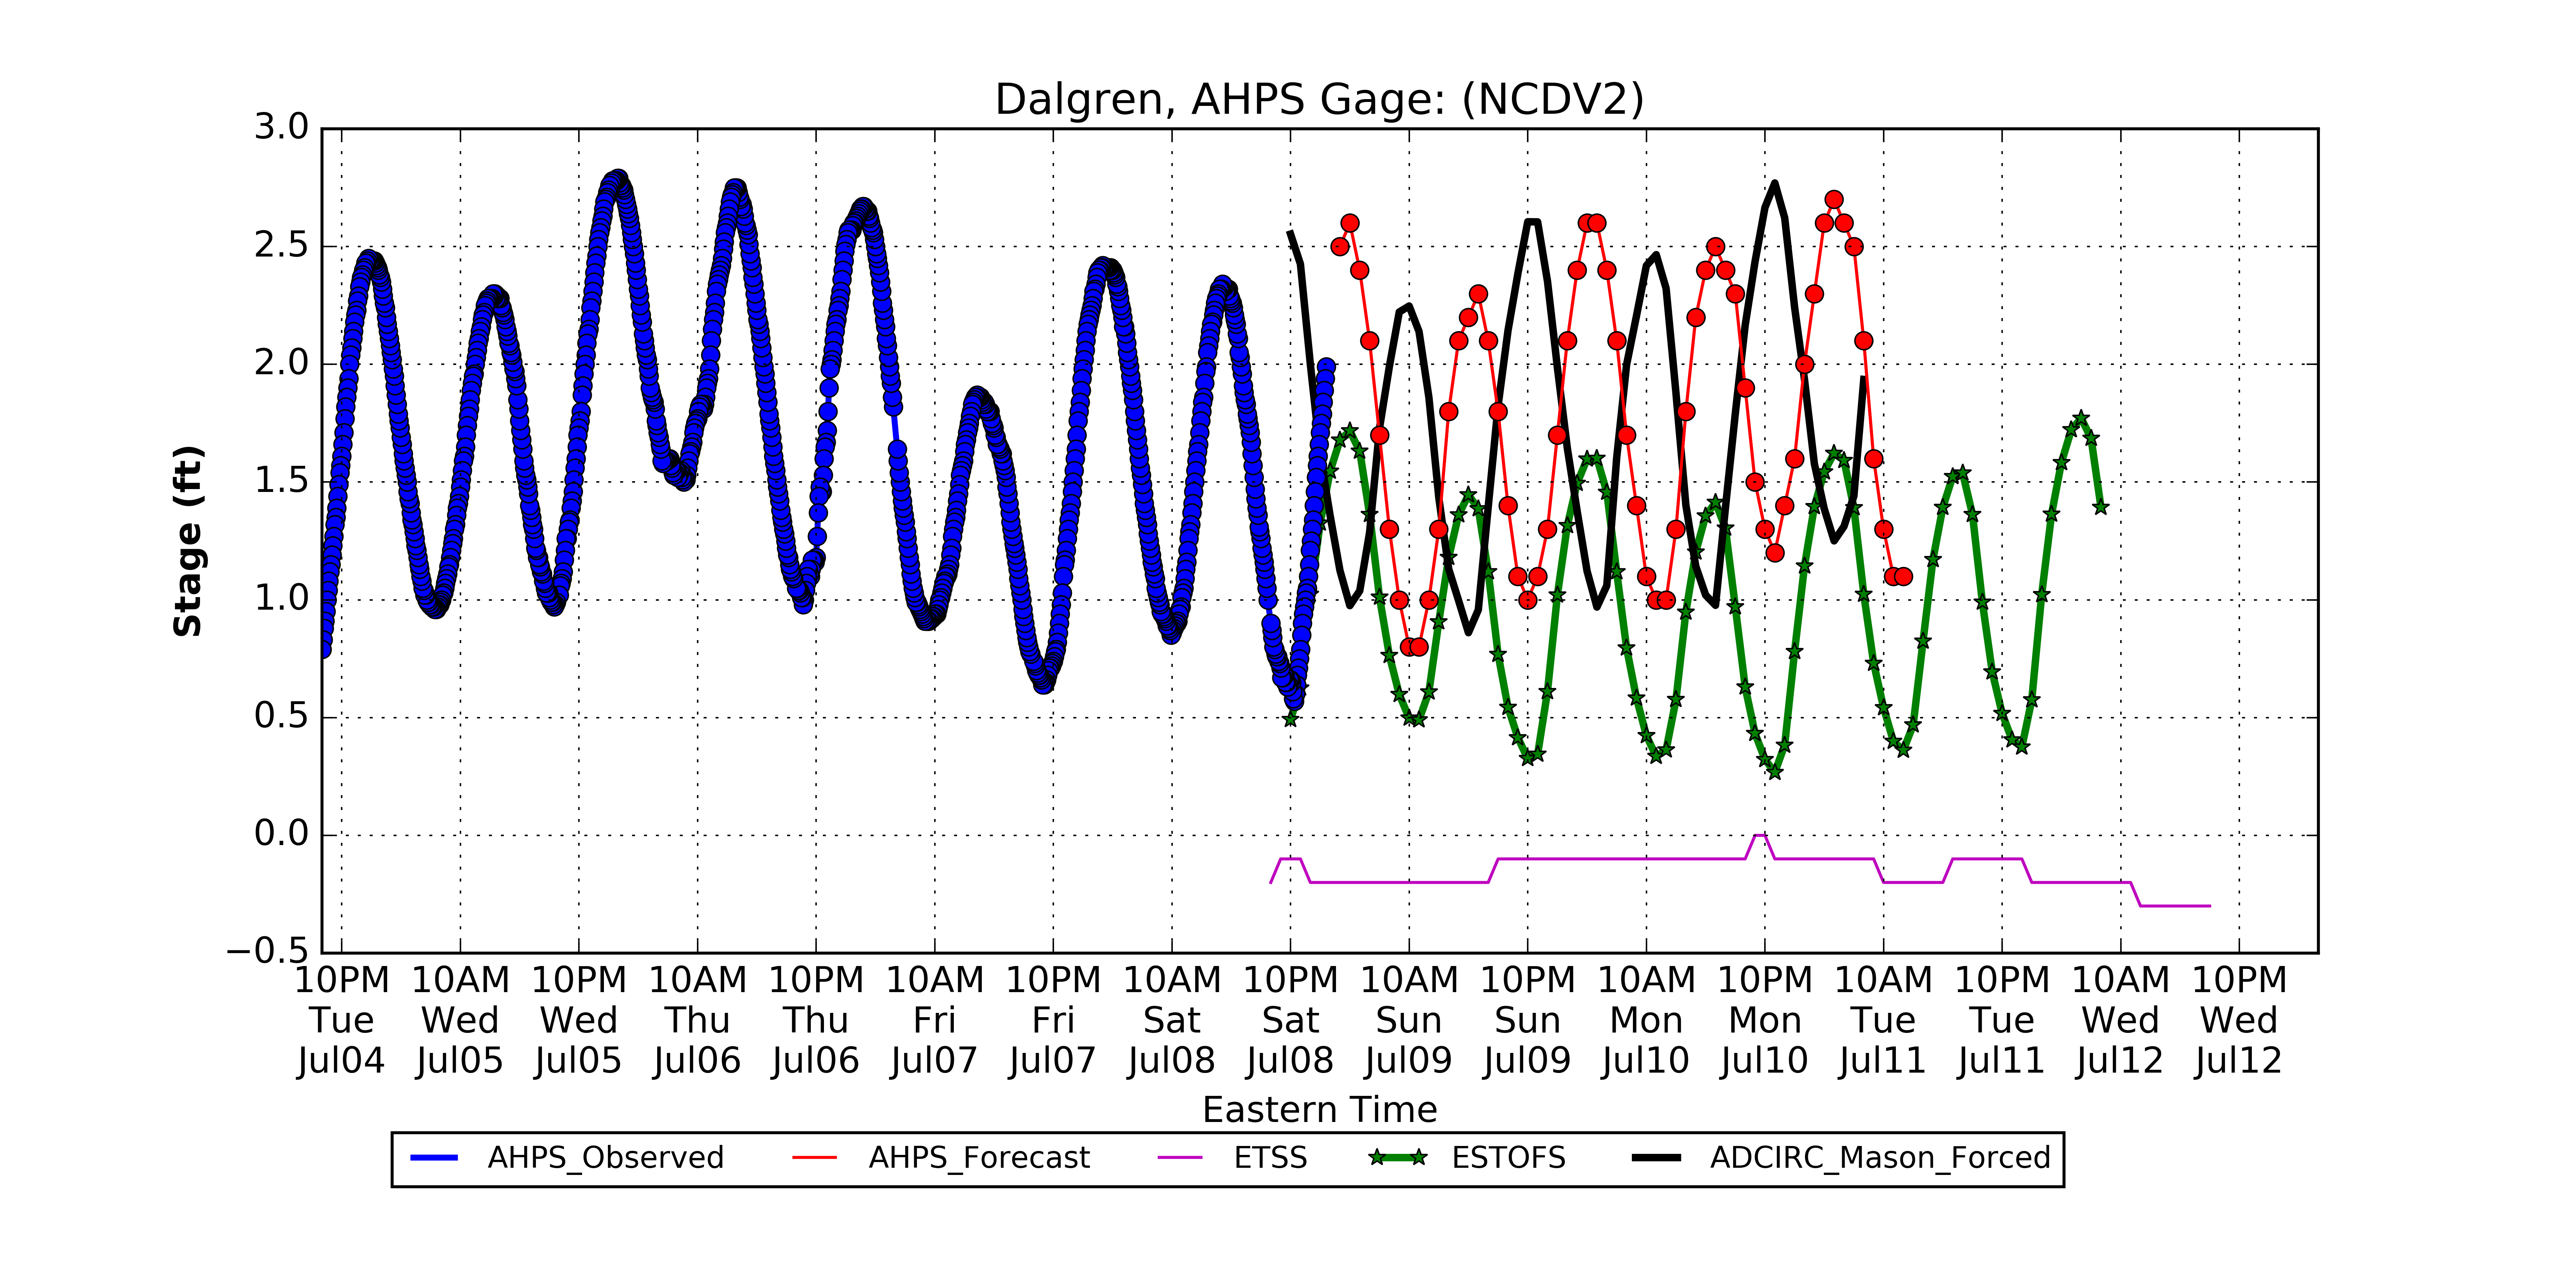 Dalgren, AHPS Gage: (NCDV2)
3.0
2.5
2.0
1.5
1.0
0.5
0.0
−0.5
Stage (ft)
10PM 10AM 10PM 10AM 10PM 10AM 10PM 10AM 10PM 10AM 10PM 10AM 10PM 10AM 10PM 10AM 10PM
Tue Wed Wed Thu Thu Fri Fri Sat Sat Sun Sun Mon Mon Tue Tue Wed Wed
Jul04 Jul05 Jul05 Jul06 Jul06 Jul07 Jul07 Jul08 Jul08 Jul09 Jul09 Jul10 Jul10 Jul11 Jul11 Jul12 Jul12
Eastern Time
AHPS_Observed AHPS_Forecast ETSS ESTOFS ADCIRC_Mason_Forced